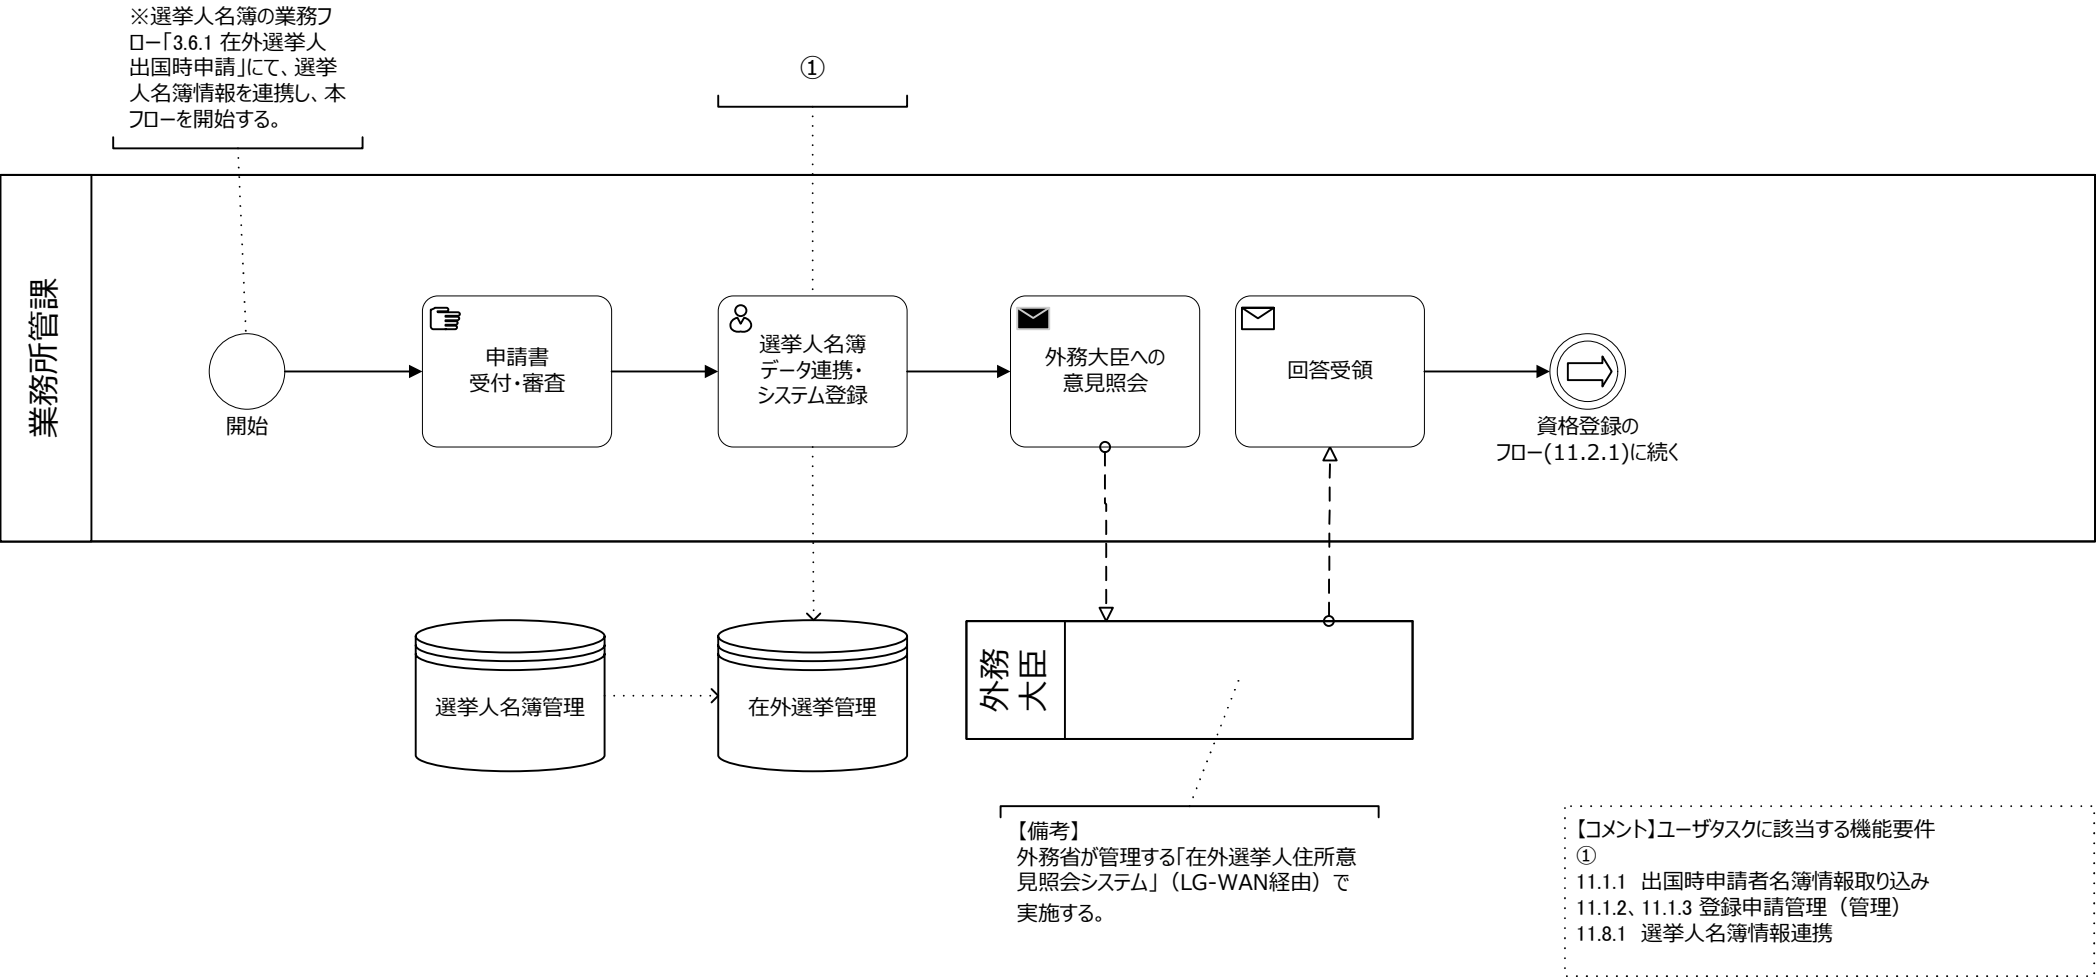 ※選挙人名簿の業務フ
ロー「3.6.1 在外選挙人
出国時申請」にて、選挙
人名簿情報を連携し、本
フローを開始する。
①
業務所管課
開始
申請書
受付・審査
選挙人名簿
データ連携・
システム登録
外務大臣への
意見照会
回答受領
資格登録の
フロー(11.2.1)に続く
選挙人名簿管理
在外選挙管理
外務
大臣
【備考】
外務省が管理する「在外選挙人住所意
見照会システム」（LG-WAN経由）で
実施する。
【コメント】ユーザタスクに該当する機能要件
①
11.1.1 出国時申請者名簿情報取り込み
11.1.2、11.1.3 登録申請管理（管理）
11.8.1 選挙人名簿情報連携